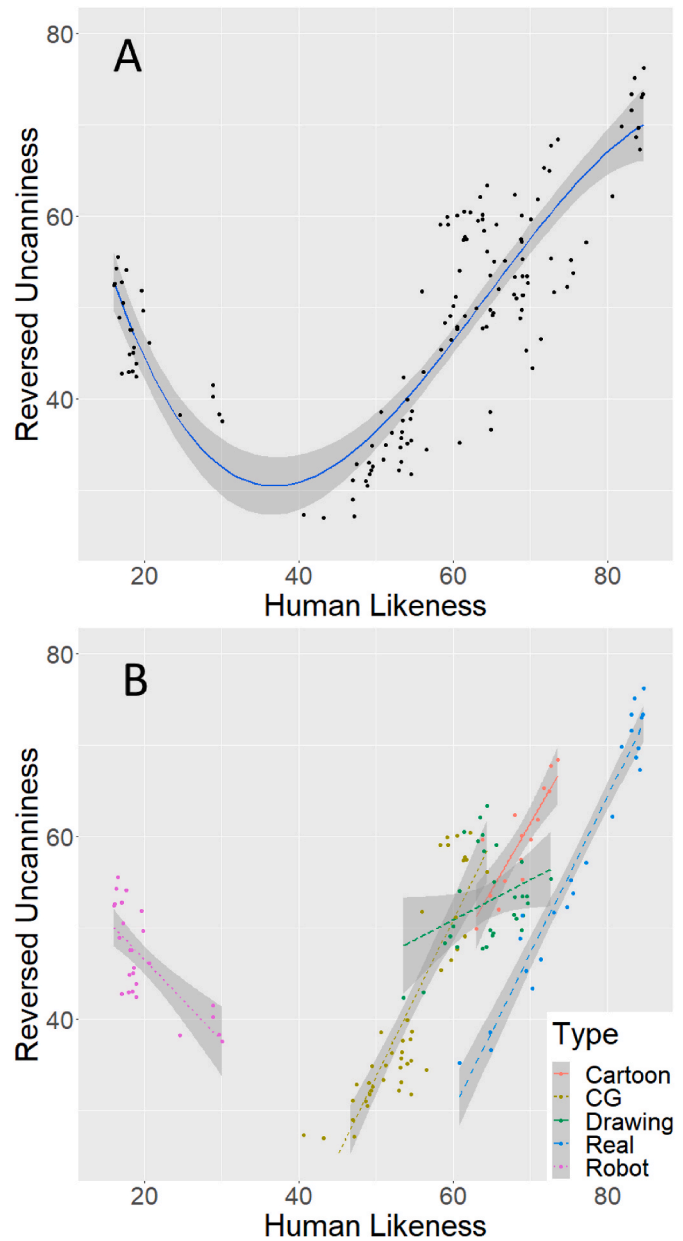 A
80
60
40
Reversed Uncanniness
20
40
60
80
Human Likeness
B
80
60
40
Reversed Uncanniness
Type
Cartoon
CG
Drawing
Real
Robot
20
40
60
80
Human Likeness